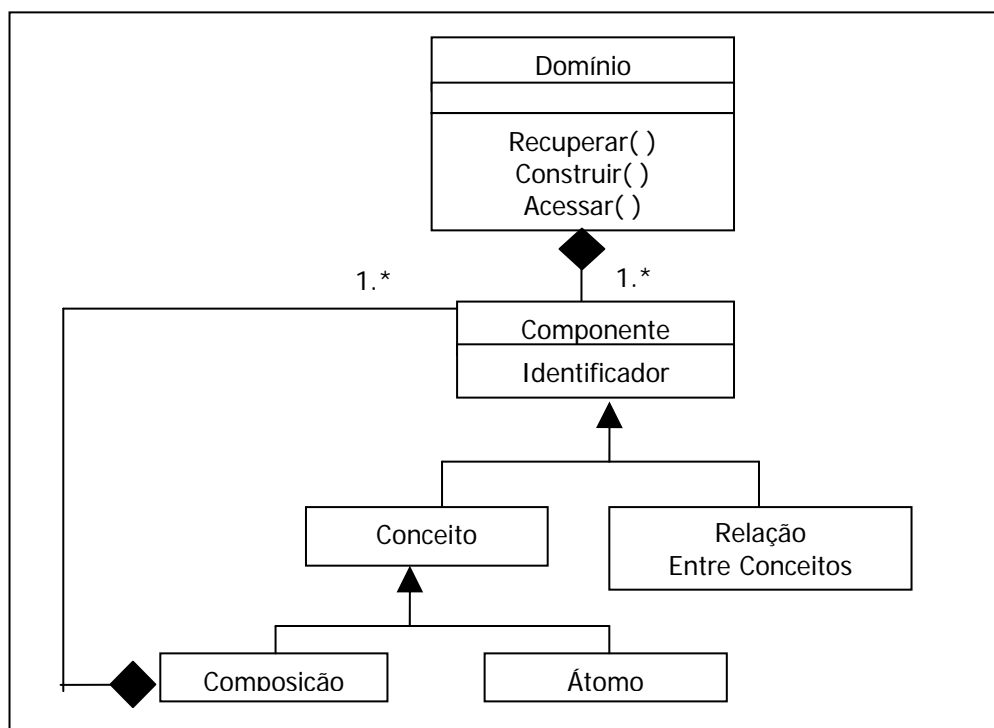 Domínio
Recuperar( )
Construir( )
Acessar( )
1.*
1.*
Componente
Identificador
Conceito
Relação
Entre Conceitos
Composição
Átomo